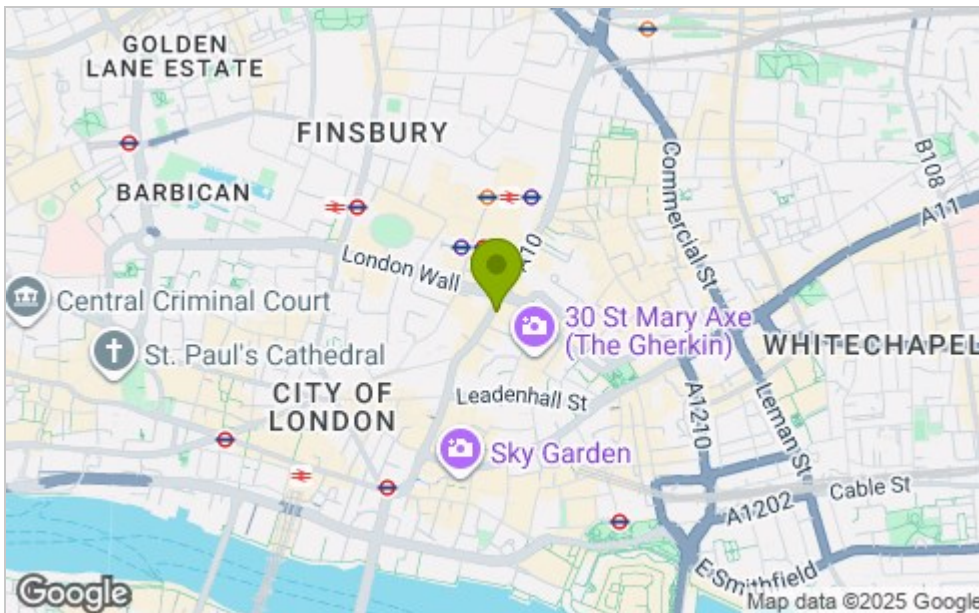 GOLDEN
LANE ESTATE
FINSBURY
BARBICAN
Commercial St
B108
A11
A10
London Wall
Central Criminal Court
30 St Mary Axe
(The Gherkin)
WHITECHAPEL
St. Paul's Cathedral
CITY OF
LONDON
Leadenhall St
A1210
Leman St
Sky Garden
Cable St
A1202
E Smithfield
Google
Map data ©2025 Google